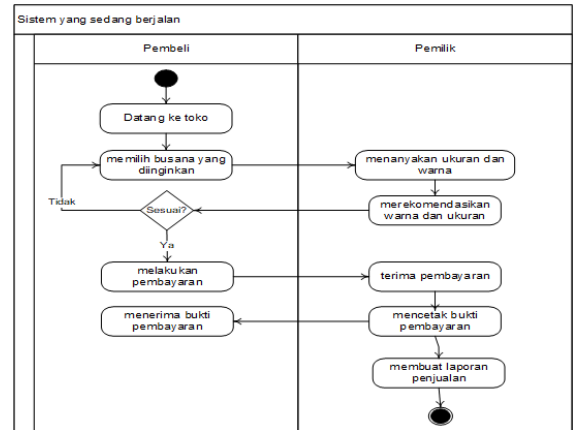 Sistem yang sedang berjalan
Pembeli
Pemilik
Datang ke toko
memilih busana yang
diinginkan
menanyakan ukuran dan
warna
Tidak
Sesuai?
merekomendasikan
warna dan ukuran
Ya
melakukan
pembayaran
terima pembayaran
menerima bukti
pembayaran
mencetak bukti
pembayaran
membuat laporan
penjualan